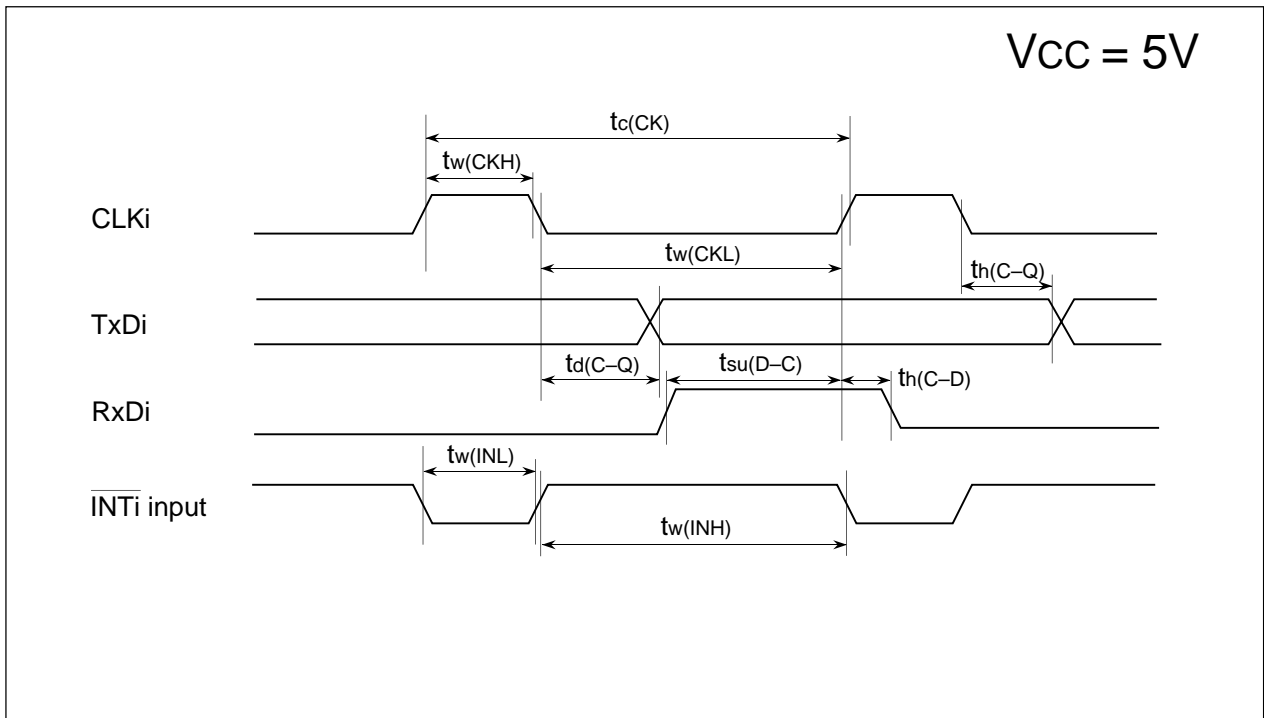 VCC = 5V
tc(CK)
tw(CKH)
CLKi
tw(CKL)
th(C–Q)
TxDi
td(C–Q)
tsu(D–C)
th(C–D)
RxDi
tw(INL)
INTi input
tw(INH)